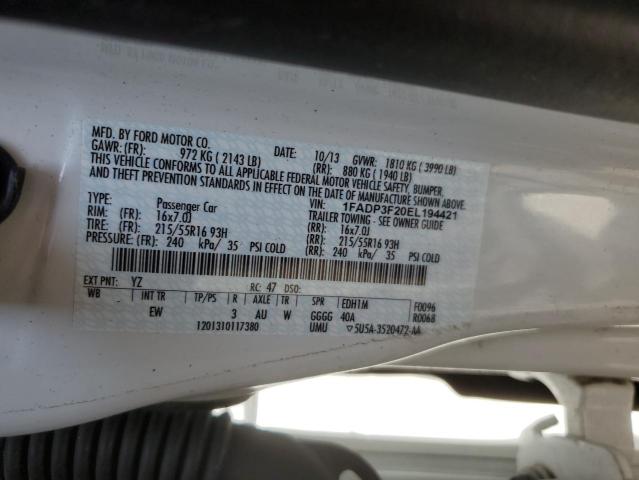 MFD. BY FORD MOTOR CO.
DATE: 10/13 GVWR: 1810 KG ( 3990 LB)
GAWR: (FR): 972 KG ( 2143 LB) (RR): 880 KG ( 1940 LB)
THIS VEHICLE CONFORMS TO ALL APPLICABLE FEDERAL MOTOR VEHICLE SAFETY, BUMPER,
AND THEFT PREVENTION STANDARDS IN EFFECT ON THE DATE OF MANUFACTURE SHOWN ABOVE.
VIN: 1FADP3F20EL194421
TYPE: Passenger Car TRAILER TOWING - SEE OWNER GUIDE
RIM: (FR): 16x7.0J (RR): 16x7.0J
TIRE: (FR): 215/55R16 93H (RR): 215/55R16 93H
PRESSURE: (FR): 240 kPa/ 35 PSI COLD (RR): 240 kPa/ 35 PSI COLD
EXT PNT: YZ RC: 47 DSO:
WB INT TR TP/PS R AXLE TR SPR EDH1M F0096
EW 3 AU W GGGG 40A R0068
1201310117380 UMU ▽5U5A-3520472-AA